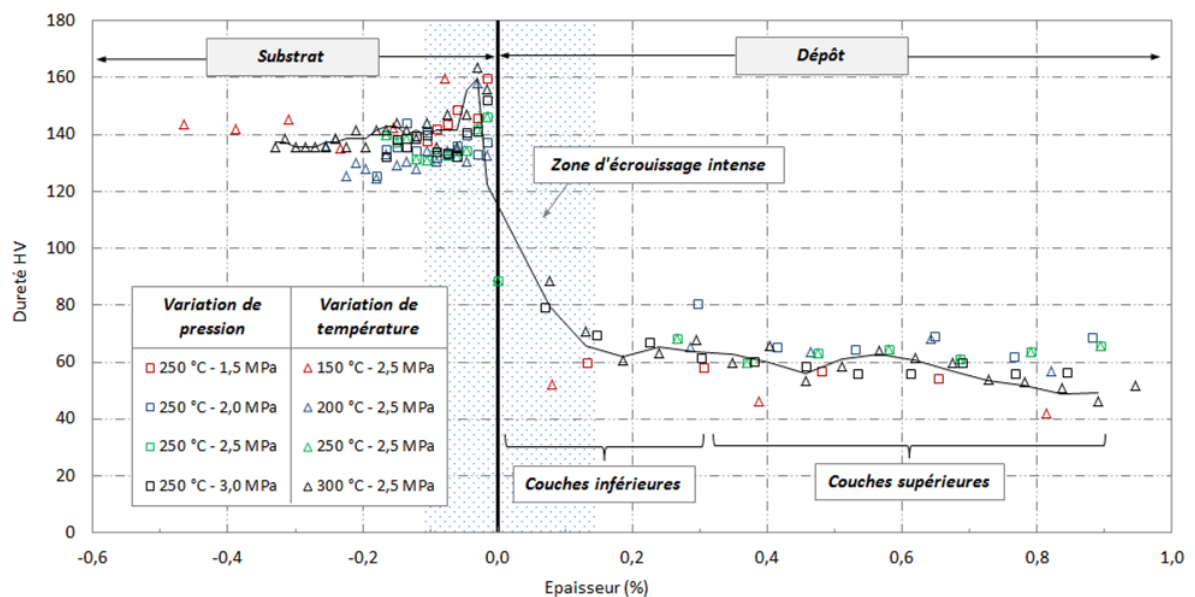 180
160
140
120
100
80
60
40
20
0
Dureté HV
Substrat
Dépôt
Zone d'écrouissage intense
Variation de pression
Variation de température
250 °C - 1,5 MPa
150 °C - 2,5 MPa
250 °C - 2,0 MPa
200 °C - 2,5 MPa
250 °C - 2,5 MPa
250 °C - 2,5 MPa
250 °C - 3,0 MPa
300 °C - 2,5 MPa
Couches inférieures
Couches supérieures
-0,6
-0,4
-0,2
0,0
0,2
0,4
0,6
0,8
1,0
Epaisseur (%)